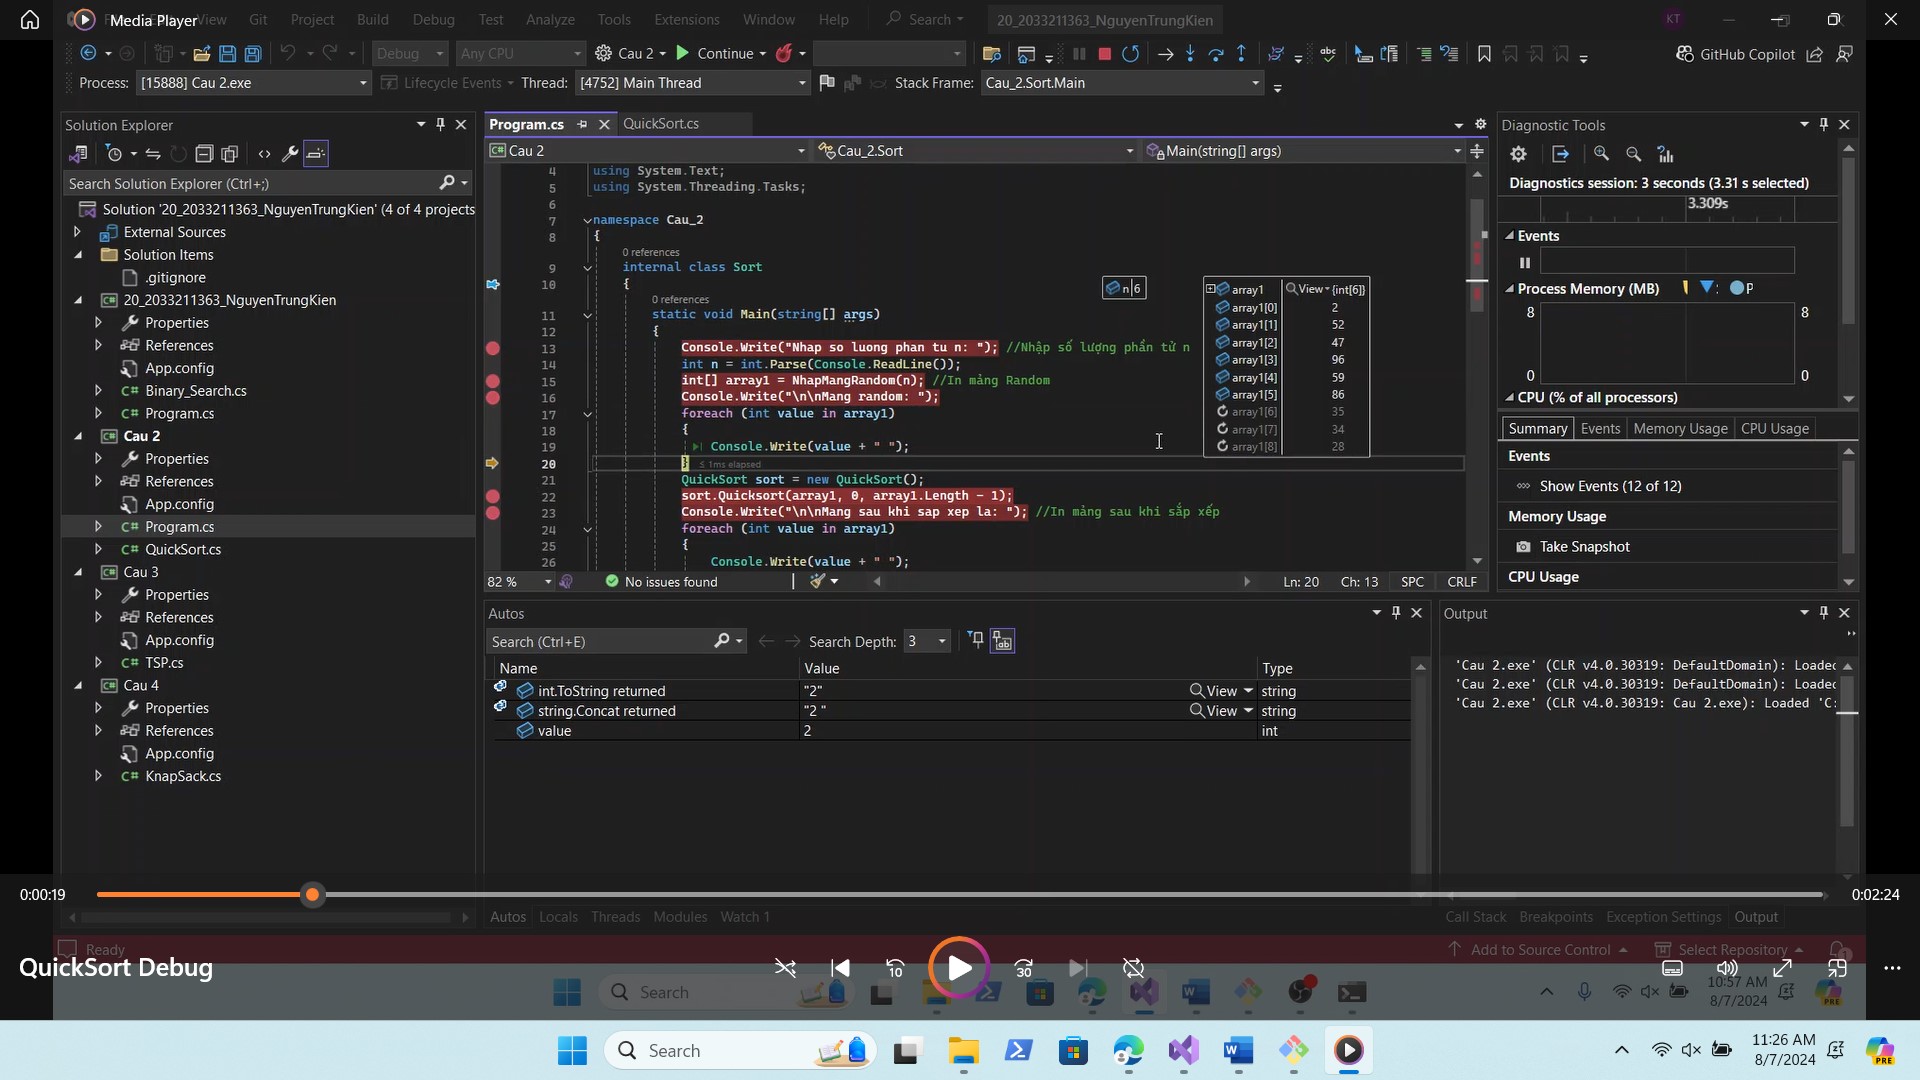 Media Player
View Git Project Build Debug Test Analyze Tools Extensions Window Help Search 20_2033211363_NguyenTrungKien KT
Debug Any CPU Cau 2 Continue GitHub Copilot
Process: [15888] Cau 2.exe Lifecycle Events Thread: [4752] Main Thread Stack Frame: Cau_2.Sort.Main
Solution Explorer
Search Solution Explorer (Ctrl+;)
Solution '20_2033211363_NguyenTrungKien' (4 of 4 projects
External Sources
Solution Items
.gitignore
20_2033211363_NguyenTrungKien
Properties
References
App.config
C# Binary_Search.cs
C# Program.cs
Cau 2
Properties
References
App.config
C# Program.cs
C# QuickSort.cs
Cau 3
Properties
References
App.config
C# TSP.cs
Cau 4
Properties
References
App.config
C# KnapSack.cs
Program.cs QuickSort.cs
Cau 2 Cau_2.Sort Main(string[] args)
4 using System.Text;
5 using System.Threading.Tasks;
6
7 namespace Cau_2
8 {
0 references
9 internal class Sort
10 {
0 references
11 static void Main(string[] args)
12 {
13 Console.Write("Nhap so luong phan tu n: "); //Nhập số lượng phần tử n
14 int n = int.Parse(Console.ReadLine());
15 int[] array1 = NhapMangRandom(n); //In mảng Random
16 Console.Write("\n\nMang random: ");
17 foreach (int value in array1)
18 {
19 Console.Write(value + " ");
20 } ≤ 1ms elapsed
21 QuickSort sort = new QuickSort();
22 sort.Quicksort(array1, 0, array1.Length - 1);
23 Console.Write("\n\nMang sau khi sap xep la: "); //In mảng sau khi sắp xếp
24 foreach (int value in array1)
25 {
26 Console.Write(value + " ");
n 6
array1 View {int[6]}
array1[0] 2
array1[1] 52
array1[2] 47
array1[3] 96
array1[4] 59
array1[5] 86
array1[6] 35
array1[7] 34
array1[8] 28
82 % No issues found Ln: 20 Ch: 13 SPC CRLF
Diagnostic Tools
Diagnostics session: 3 seconds (3.31 s selected)
3.309s
Events
Process Memory (MB) P
8 8
0 0
CPU (% of all processors)
Summary Events Memory Usage CPU Usage
Events
Show Events (12 of 12)
Memory Usage
Take Snapshot
CPU Usage
Autos
Search (Ctrl+E) Search Depth: 3
Name Value Type
int.ToString returned "2" View string
string.Concat returned "2 " View string
value 2 int
Autos Locals Threads Modules Watch 1
Output
'Cau 2.exe' (CLR v4.0.30319: DefaultDomain): Loaded
'Cau 2.exe' (CLR v4.0.30319: DefaultDomain): Loaded
'Cau 2.exe' (CLR v4.0.30319: Cau 2.exe): Loaded 'C:
Call Stack Breakpoints Exception Settings Output
0:00:19 0:02:24
Ready Add to Source Control Select Repository 1
QuickSort Debug
10 30
Search 10:57 AM
8/7/2024
PRE
Search 11:26 AM
8/7/2024
PRE